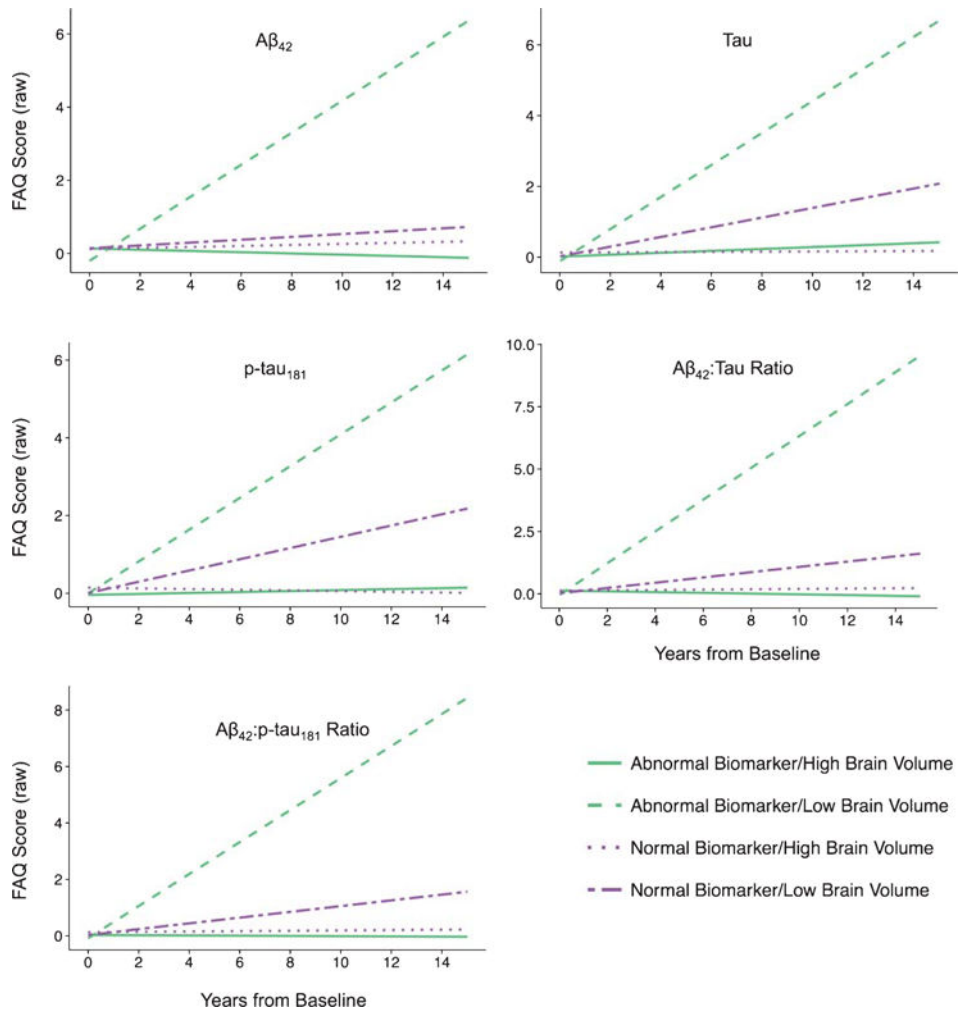 Aβ42
FAQ Score (raw)
6
4
2
0
0 2 4 6 8 10 12 14
Tau
6
4
2
0
0 2 4 6 8 10 12 14
p-tau181
FAQ Score (raw)
6
4
2
0
0 2 4 6 8 10 12 14
Aβ42:Tau Ratio
10.0
7.5
5.0
2.5
0.0
0 2 4 6 8 10 12 14
Years from Baseline
Aβ42:p-tau181 Ratio
FAQ Score (raw)
8
6
4
2
0
0 2 4 6 8 10 12 14
Years from Baseline
Abnormal Biomarker/High Brain Volume
Abnormal Biomarker/Low Brain Volume
Normal Biomarker/High Brain Volume
Normal Biomarker/Low Brain Volume